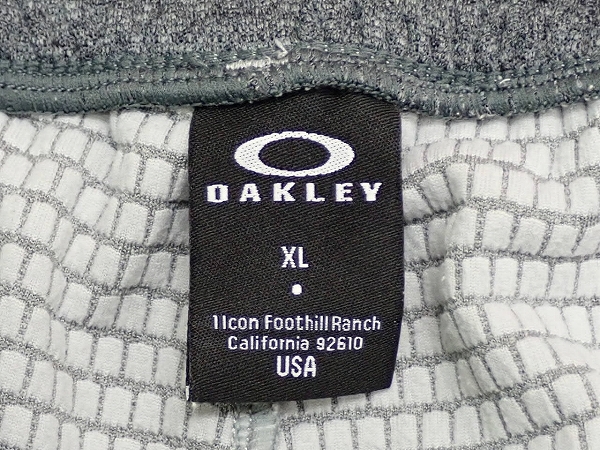 OAKLEY
XL
1 Icon Foothill Ranch
California 92610
USA